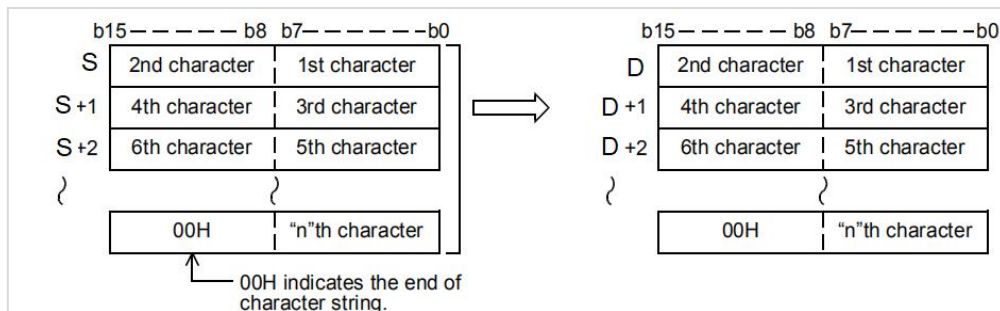 b15— — — — — —b8 b7— — — — — — —b0 b15— — — — — —b8 b7— — — — — — —b0
S 2nd character 1st character D 2nd character 1st character
S +1 4th character 3rd character D +1 4th character 3rd character
S +2 6th character 5th character D +2 6th character 5th character
00H “n”th character 00H “n”th character
00H indicates the end of
character string.